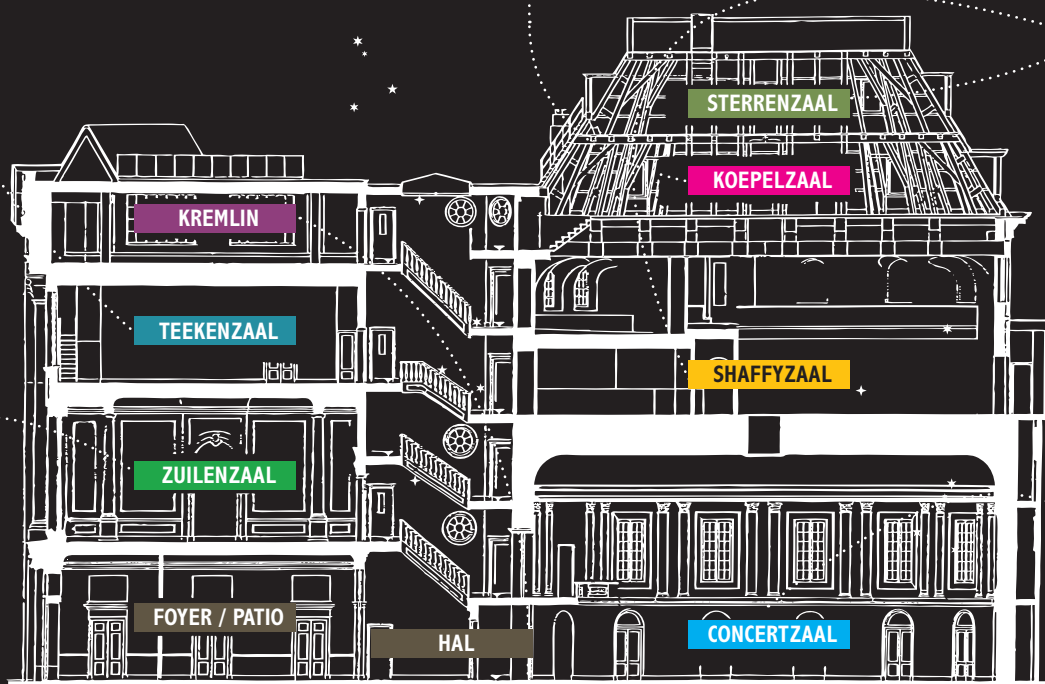 STERRENZAAL
KOEPELZAAL
KREMLIN
TEEKENZAAL
SHAFFYZAAL
ZUILENZAAL
FOYER / PATIO
HAL
CONCERTZAAL